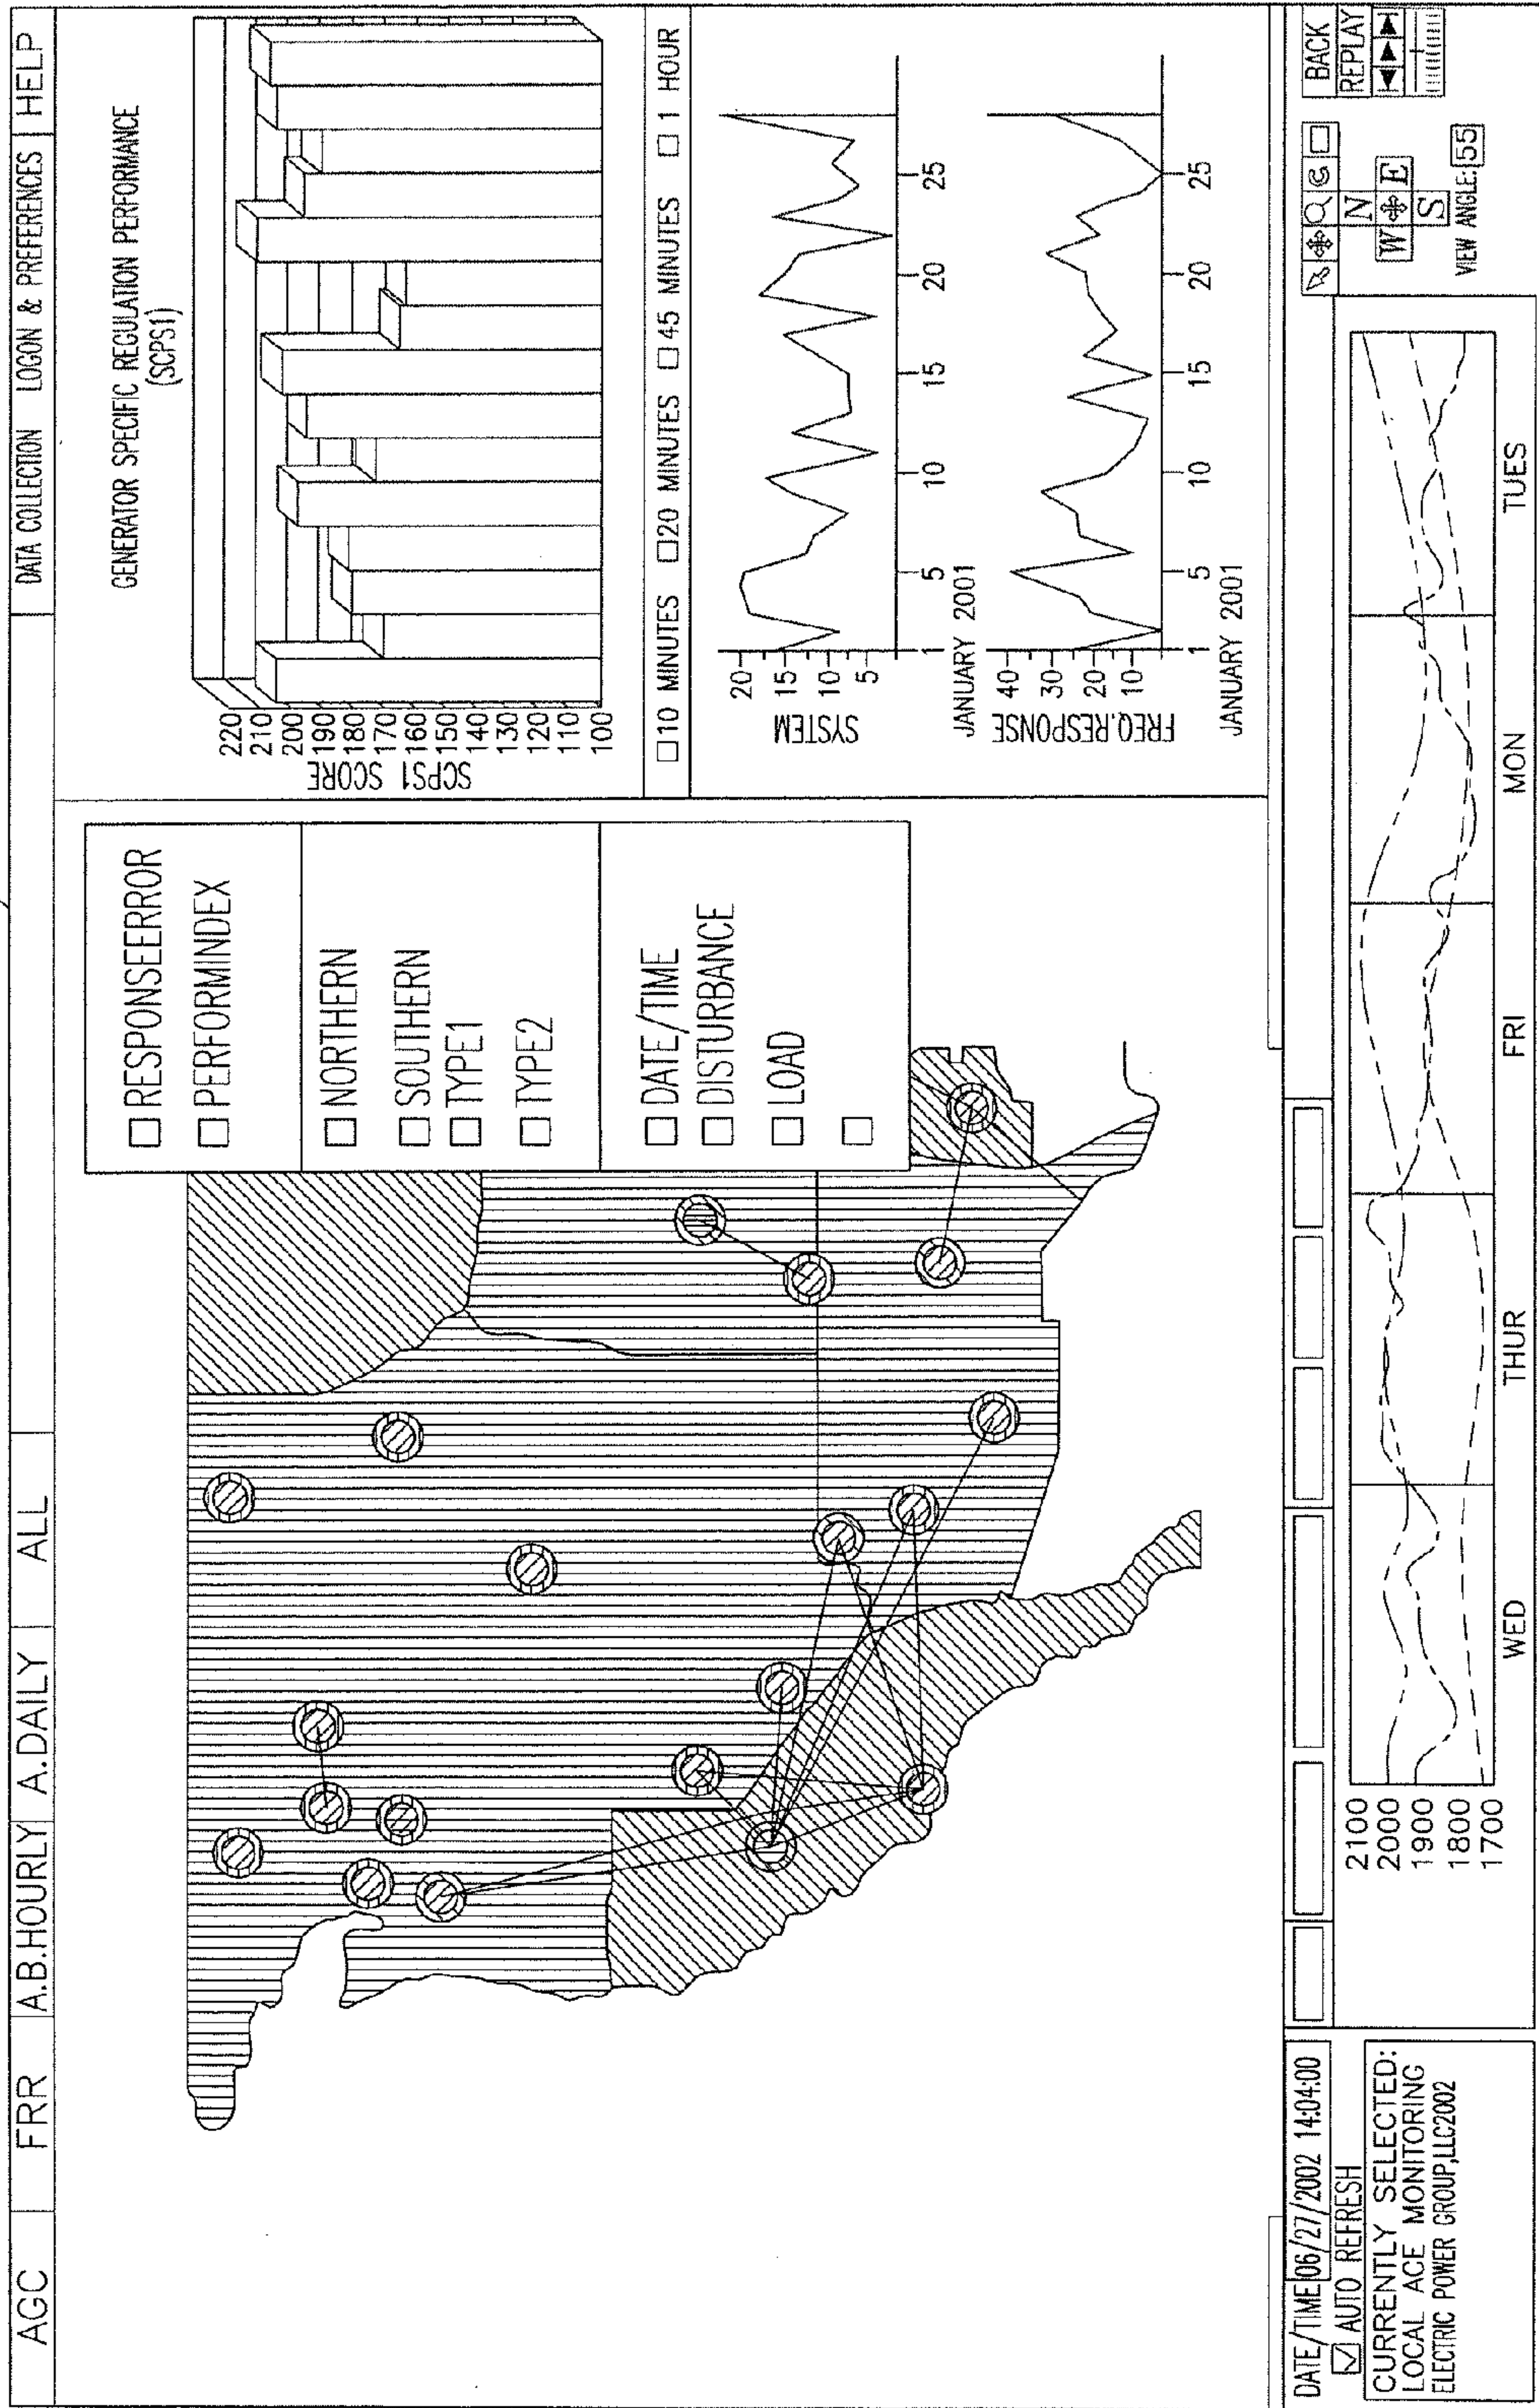 AGC
FRR
A.B.HOURLY
A.DAILY
ALL
DATA COLLECTION
LOGON & PREFERENCES
HELP
RESPONSEERROR
PERFORMINDEX
NORTHERN
SOUTHERN
TYPE1
TYPE2
DATE/TIME
DISTURBANCE
LOAD
GENERATOR SPECIFIC REGULATION PERFORMANCE
(SCPS1)
SCPS1 SCORE
220
210
200
190
180
170
160
150
140
130
120
110
100
10 MINUTES
20 MINUTES
45 MINUTES
1 HOUR
SYSTEM
20
15
10
5
1 5 10 15 20 25
JANUARY 2001
FREQ.RESPONSE
40
30
20
10
1 5 10 15 20 25
JANUARY 2001
DATE/TIME 06/27/2002 14:04:00
AUTO REFRESH
CURRENTLY SELECTED:
LOCAL ACE MONITORING
ELECTRIC POWER GROUP,LLC2002
2100
2000
1900
1800
1700
WED THUR FRI MON TUES
N
W E
S
VIEW ANGLE: 55
BACK
REPLAY